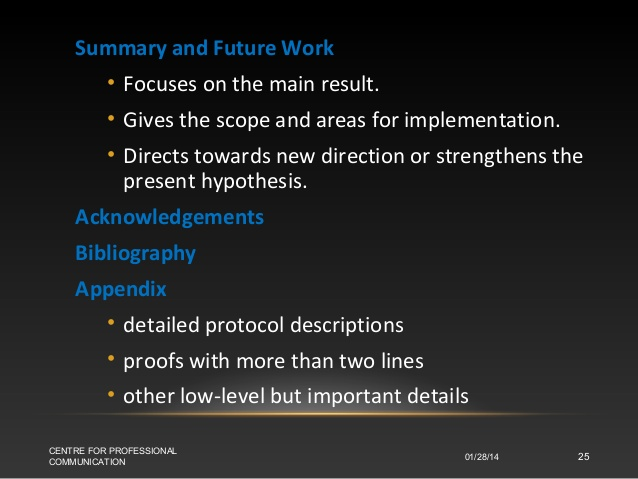 Summary and Future Work
• Focuses on the main result.
• Gives the scope and areas for implementation.
• Directs towards new direction or strengthens the
present hypothesis.
Acknowledgements
Bibliography
Appendix
• detailed protocol descriptions
• proofs with more than two lines
• other low-level but important details
CENTRE FOR PROFESSIONAL
COMMUNICATION
01/28/14
25